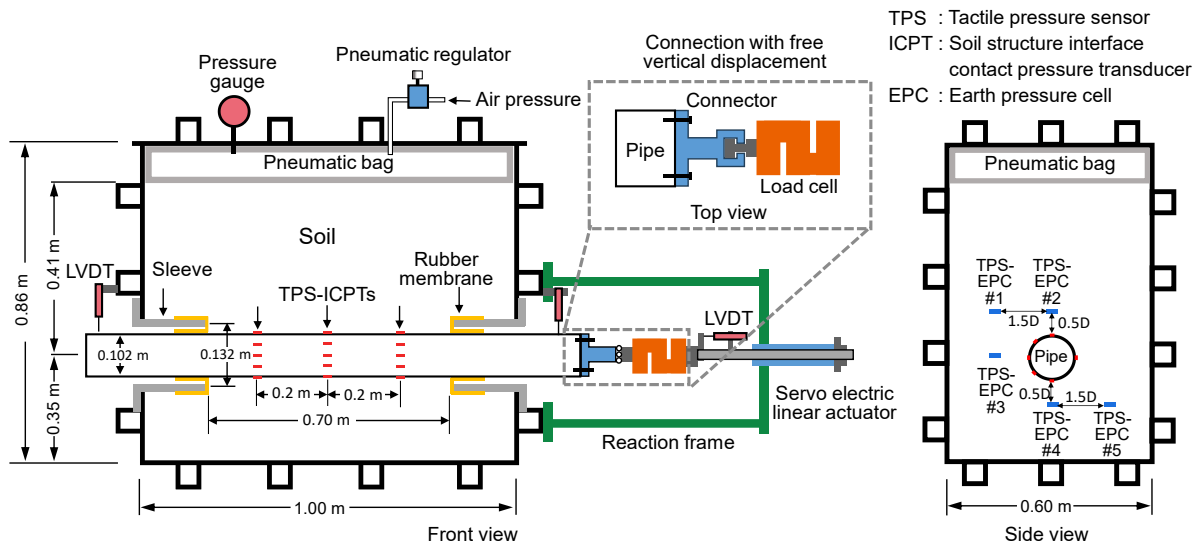 TPS : Tactile pressure sensor
ICPT : Soil structure interface
contact pressure transducer
EPC : Earth pressure cell
Pressure
gauge
Pneumatic regulator
Air pressure
Connection with free
vertical displacement
Connector
Pipe
Load cell
Top view
Pneumatic bag
Soil
0.86 m
0.41 m
0.35 m
LVDT
Sleeve
TPS-ICPTs
Rubber
membrane
0.102 m
0.132 m
0.2 m
0.2 m
0.70 m
1.00 m
LVDT
Servo electric
linear actuator
Reaction frame
Front view
Pneumatic bag
TPS-
EPC
#1
TPS-
EPC
#2
1.5D
0.5D
Pipe
TPS-
EPC
#3
0.5D
1.5D
TPS-
EPC
#4
TPS-
EPC
#5
0.60 m
Side view